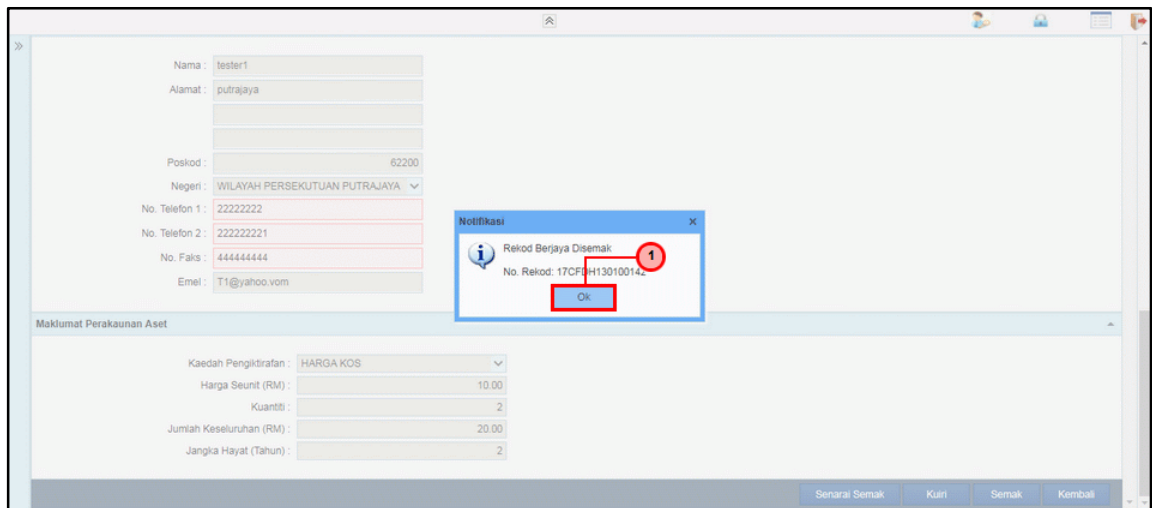 Nama : tester1
Alamat : putrajaya
Poskod : 62200
Negeri : WILAYAH PERSEKUTUAN PUTRAJAYA
No. Telefon 1 : 22222222
No. Telefon 2 : 222222221
No. Faks : 444444444
Emel : T1@yahoo.vom
Notifikasi x
Rekod Berjaya Disemak
1
No. Rekod: 17CFDH130100142
Ok
Maklumat Perakaunan Aset
Kaedah Pengiktirafan : HARGA KOS
Harga Seunit (RM) : 10.00
Kuantiti : 2
Jumlah Keseluruhan (RM) : 20.00
Jangka Hayat (Tahun) : 2
Senarai Semak Kuiri Semak Kembali